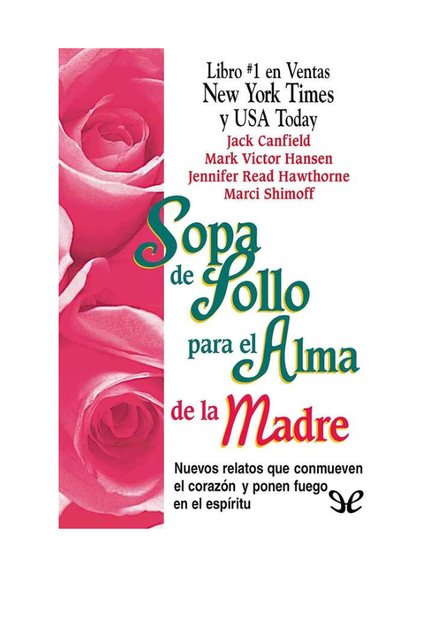 Libro #1 en Ventas
New York Times
y USA Today
Jack Canfield
Mark Victor Hansen
Jennifer Read Hawthorne
Marci Shimoff
Sopa
de Pollo
para el Alma
de la Madre
Nuevos relatos que conmueven
el corazón y ponen fuego
en el espíritu